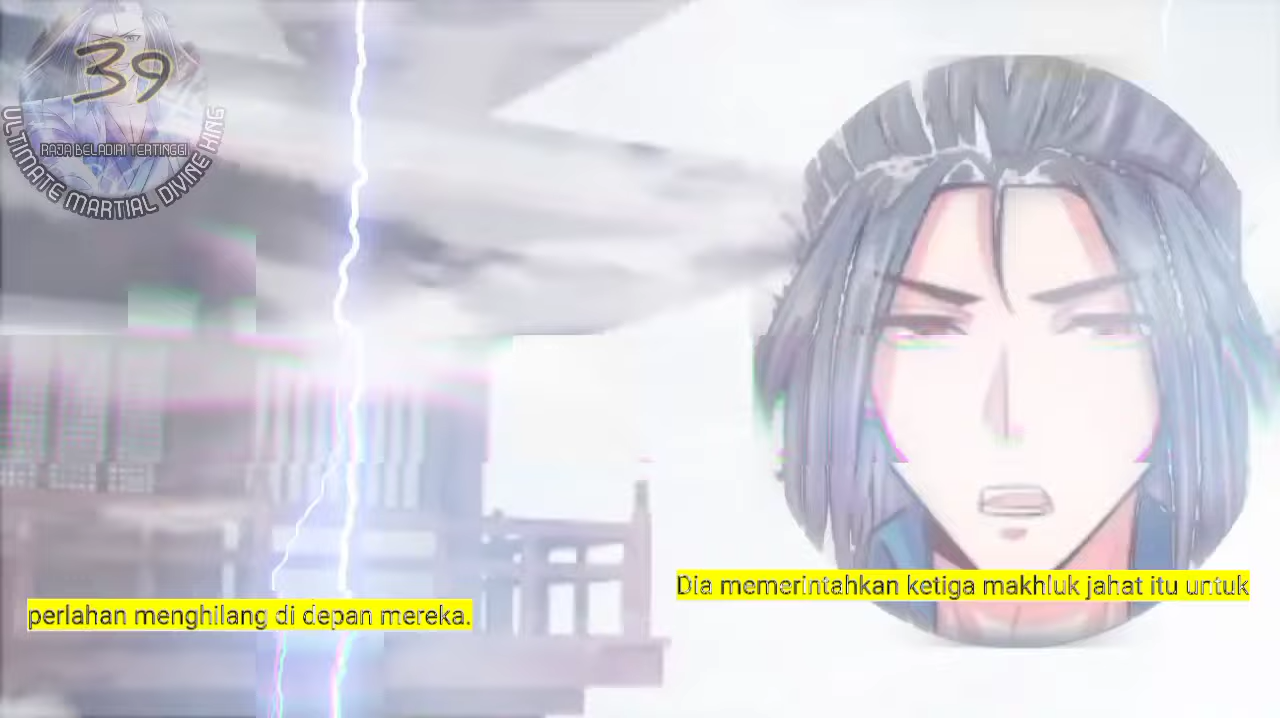 39
RAJA BELADIRI TERTINGGI
ULTIMATE MARTIAL DIVINE KING
perlahan menghilang di depan mereka.
Dia memerintahkan ketiga makhluk jahat itu untuk